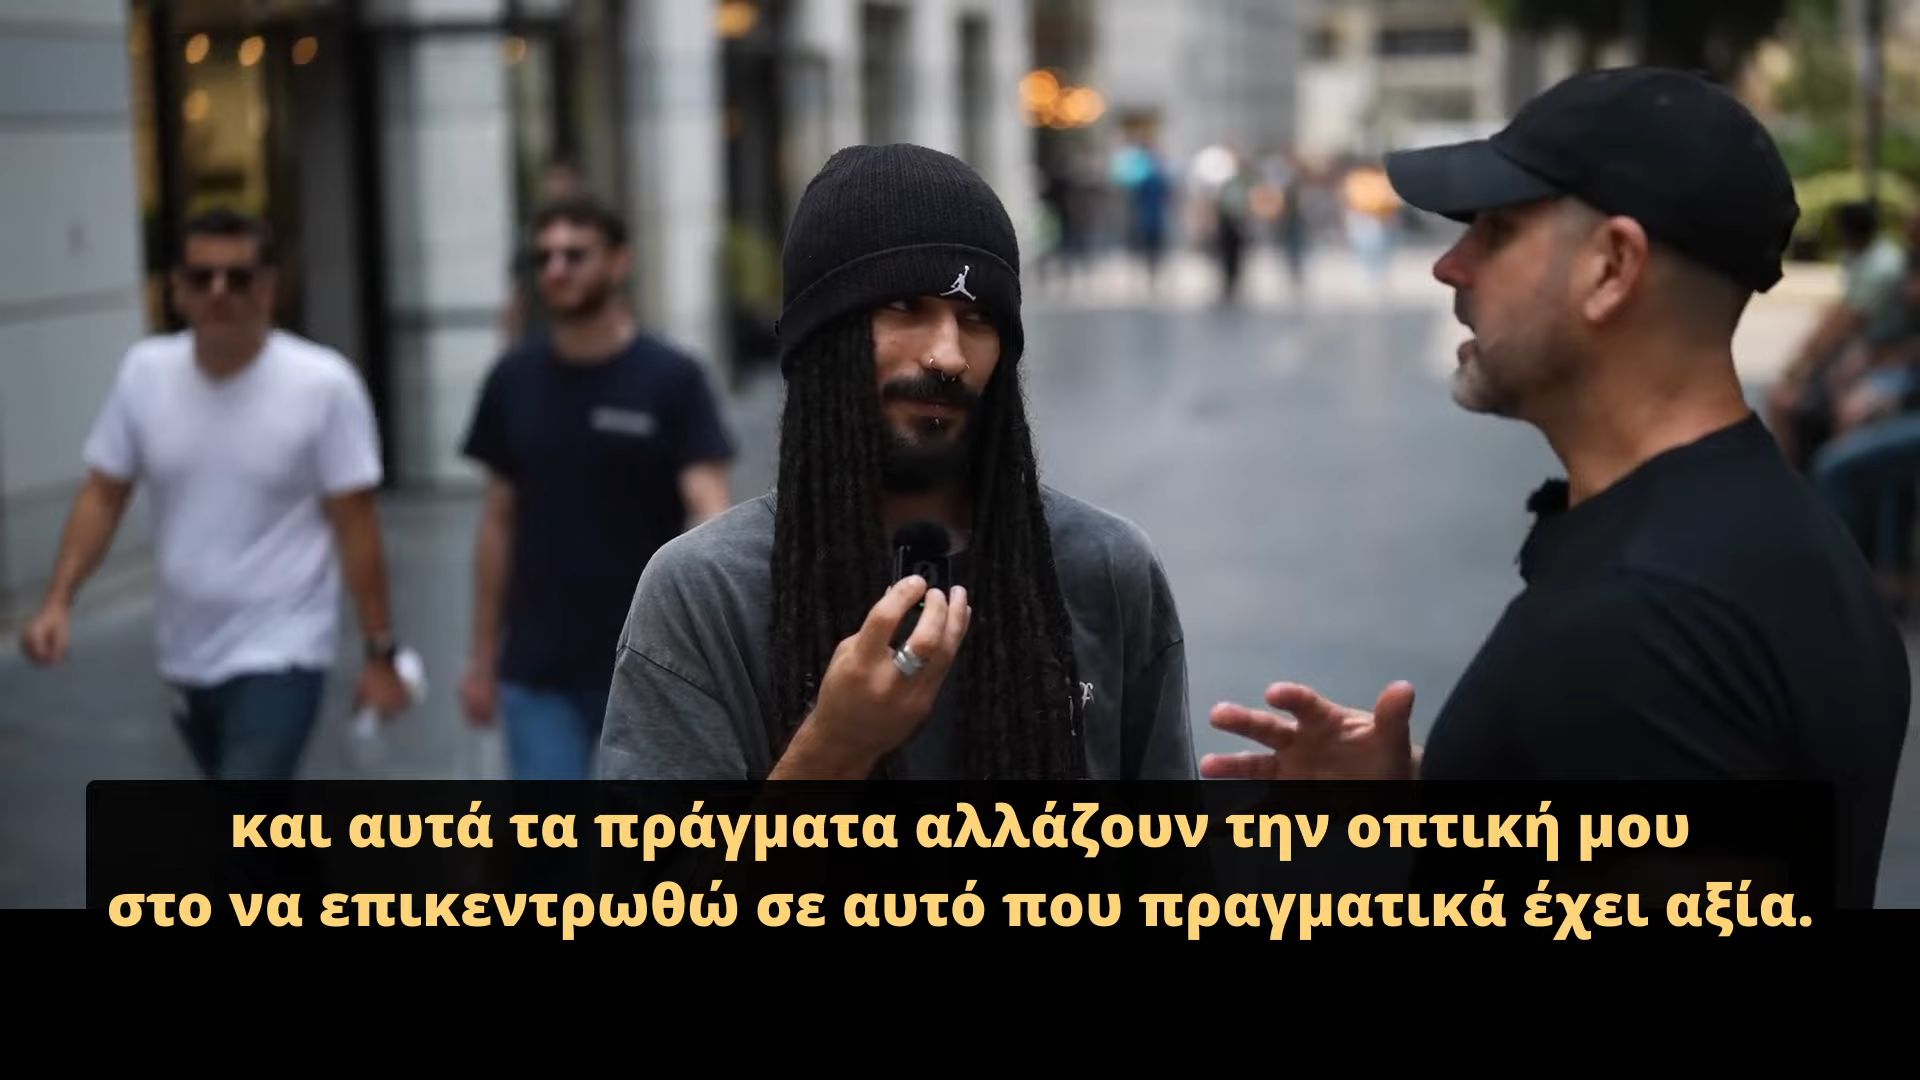 και αυτά τα πράγματα αλλάζουν την οπτική μου
στο να επικεντρωθώ σε αυτό που πραγματικά έχει αξία.